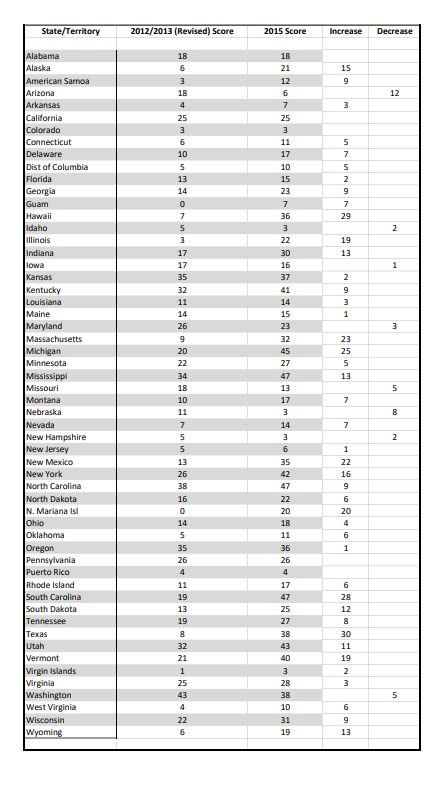 State/Territory 2012/2013 (Revised) Score 2015 Score Increase Decrease
Alabama 18 18
Alaska 6 21 15
American Samoa 3 12 9
Arizona 18 6 12
Arkansas 4 7 3
California 25 25
Colorado 3 3
Connecticut 6 11 5
Delaware 10 17 7
Dist of Columbia 5 10 5
Florida 13 15 2
Georgia 14 23 9
Guam 0 7 7
Hawaii 7 36 29
Idaho 5 3 2
Illinois 3 22 19
Indiana 17 30 13
Iowa 17 16 1
Kansas 35 37 2
Kentucky 32 41 9
Louisiana 11 14 3
Maine 14 15 1
Maryland 26 23 3
Massachusetts 9 32 23
Michigan 20 45 25
Minnesota 22 27 5
Mississippi 34 47 13
Missouri 18 13 5
Montana 10 17 7
Nebraska 11 3 8
Nevada 7 14 7
New Hampshire 5 3 2
New Jersey 5 6 1
New Mexico 13 35 22
New York 26 42 16
North Carolina 38 47 9
North Dakota 16 22 6
N. Mariana Isl 0 20 20
Ohio 14 18 4
Oklahoma 5 11 6
Oregon 35 36 1
Pennsylvania 26 26
Puerto Rico 4 4
Rhode Island 11 17 6
South Carolina 19 47 28
South Dakota 13 25 12
Tennessee 19 27 8
Texas 8 38 30
Utah 32 43 11
Vermont 21 40 19
Virgin Islands 1 3 2
Virginia 25 28 3
Washington 43 38 5
West Virginia 4 10 6
Wisconsin 22 31 9
Wyoming 6 19 13